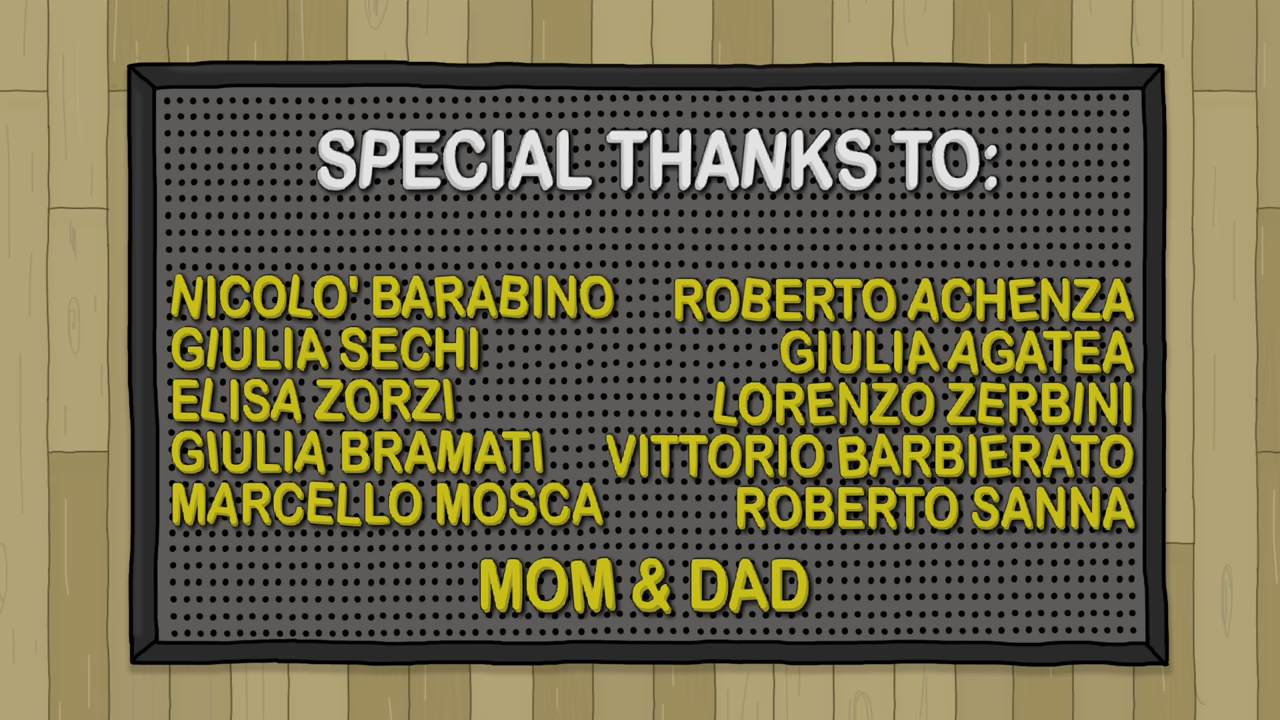 SPECIAL THANKS TO:
NICOLO' BARABINO
GIULIA SECHI
ELISA ZORZI
GIULIA BRAMATI
MARCELLO MOSCA
ROBERTO ACHENZA
GIULIA AGATEA
LORENZO ZERBINI
VITTORIO BARBIERATO
ROBERTO SANNA
MOM & DAD